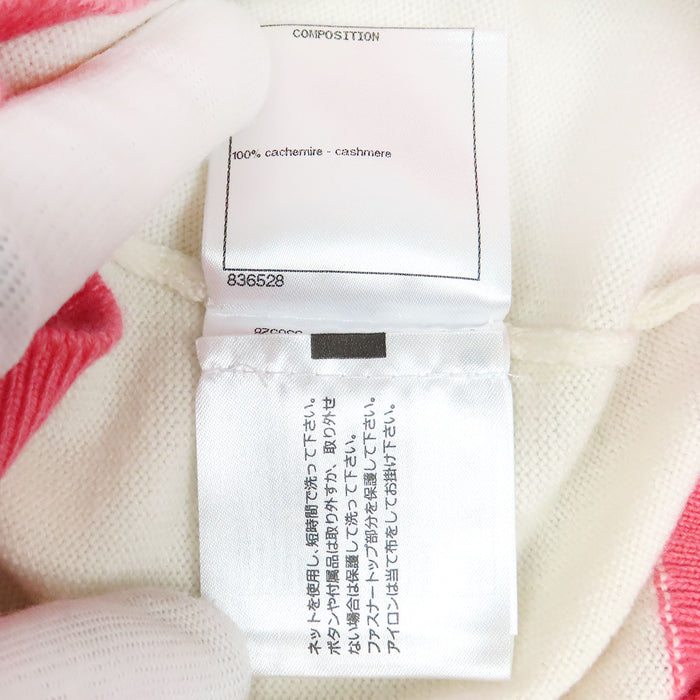 COMPOSITION
100% cachemire - cashmere
836528
ネットを使用し、短時間で洗って下さい。
ボタンや付属品は取り外すか、取り外せ
ない場合は保護して洗って下さい。
ファスナートップ部分を保護して下さい。
アイロンは当て布をしてお掛け下さい。